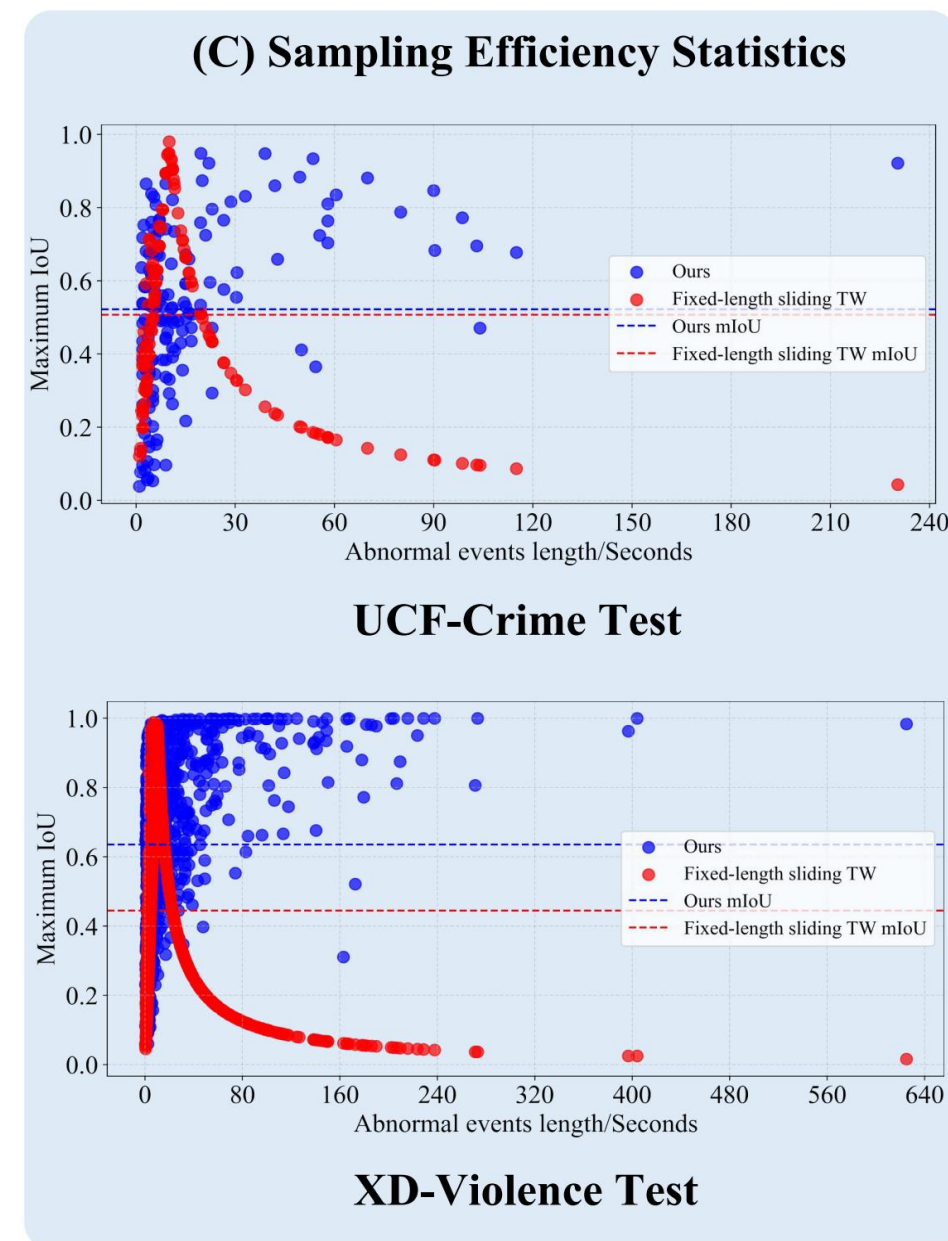 (C) Sampling Efficiency Statistics
1.0
0.8
0.6
0.4
0.2
0.0
Maximum IoU
Ours
Fixed-length sliding TW
Ours mIoU
Fixed-length sliding TW mIoU
0 30 60 90 120 150 180 210 240
Abnormal events length/Seconds
UCF-Crime Test
1.0
0.8
0.6
0.4
0.2
0.0
Maximum IoU
Ours
Fixed-length sliding TW
Ours mIoU
Fixed-length sliding TW mIoU
0 80 160 240 320 400 480 560 640
Abnormal events length/Seconds
XD-Violence Test